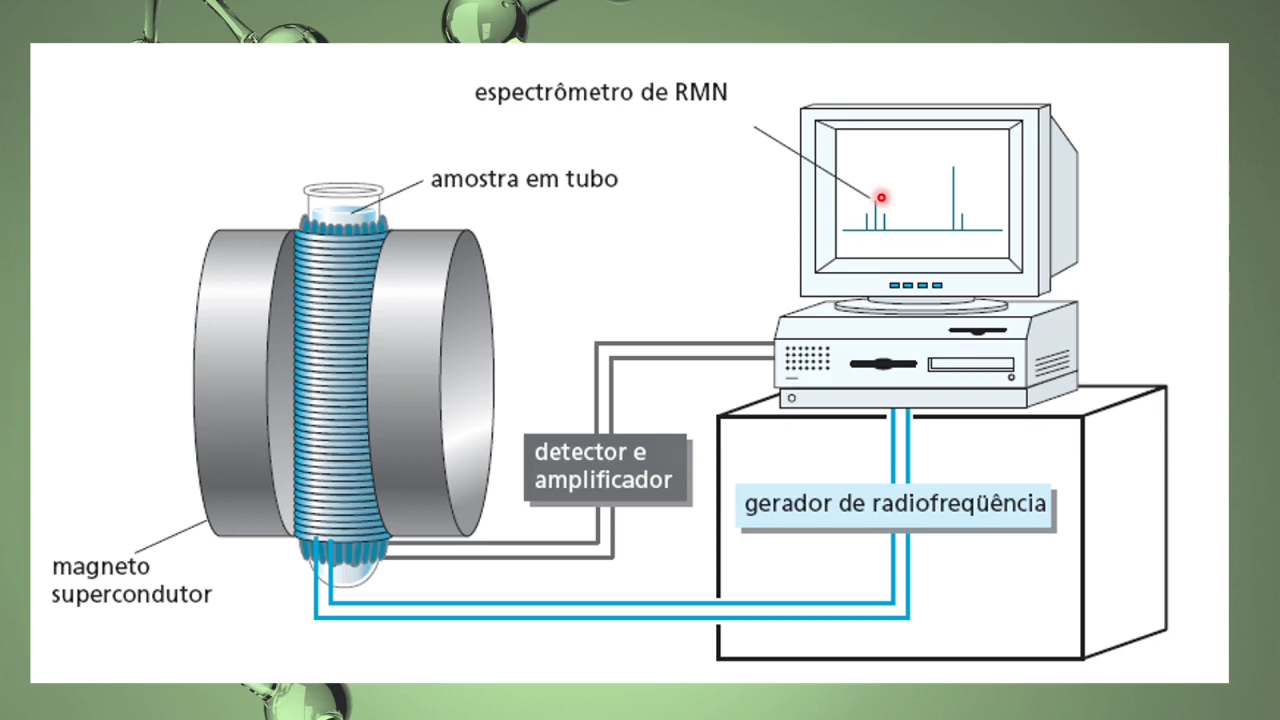 espectrômetro de RMN
amostra em tubo
detector e
amplificador
gerador de radiofreqüência
magneto
supercondutor